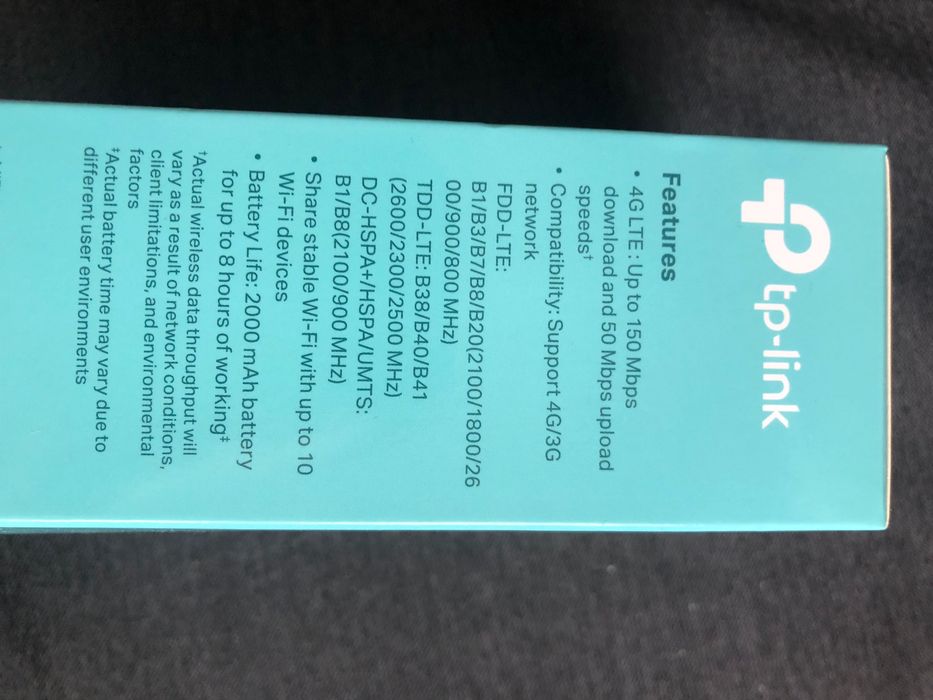 tp-link
Features
• 4G LTE : Up to 150 Mbps
download and 50 Mbps upload
speeds†
• Compatibility: Support 4G/3G
network
FDD-LTE:
B1/B3/B7/B8/B20(2100/1800/26
00/900/800 MHz)
TDD-LTE: B38/B40/B41
(2600/2300/2500 MHz)
DC-HSPA+/HSPA/UMTS:
B1/B8(2100/900 MHz)
• Share stable Wi-Fi with up to 10
Wi-Fi devices
• Battery Life: 2000 mAh battery
for up to 8 hours of working‡
†Actual wireless data throughput will
vary as a result of network conditions,
client limitations, and environmental
factors
‡Actual battery time may vary due to
different user environments